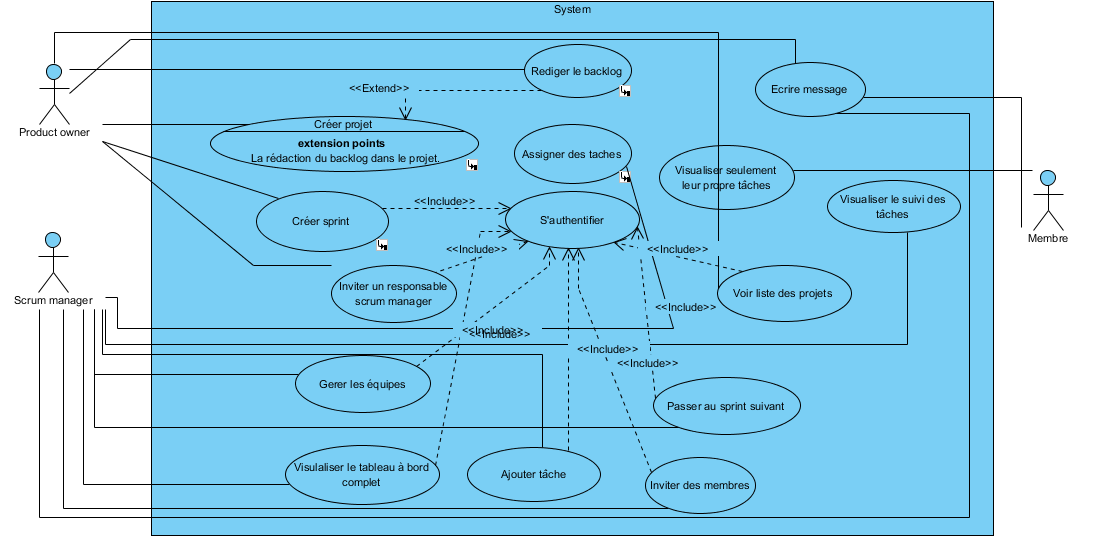 System
Rediger le backlog
<<Extend>>
Ecrire message
Product owner
Créer projet
extension points
La rédaction du backlog dans le projet.
Assigner des taches
Visualiser seulement
leur propre tâches
Visualiser le suivi des
tâches
Membre
<<Include>>
Créer sprint
S'authentifier
<<Include>>
<<Include>>
Scrum manager
Inviter un responsable
scrum manager
Voir liste des projets
<<Include>>
<<Include>>
<<Include>>
<<Include>>
<<Include>>
Gerer les équipes
Passer au sprint suivant
Visulaliser le tableau à bord
complet
Ajouter tâche
Inviter des membres